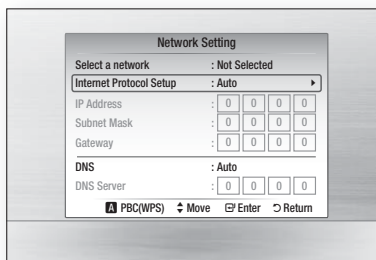 Network Setting
Select a network : Not Selected
Internet Protocol Setup : Auto
IP Address : 0 0 0 0
Subnet Mask : 0 0 0 0
Gateway : 0 0 0 0
DNS : Auto
DNS Server : 0 0 0 0
A PBC(WPS) Move Enter Return